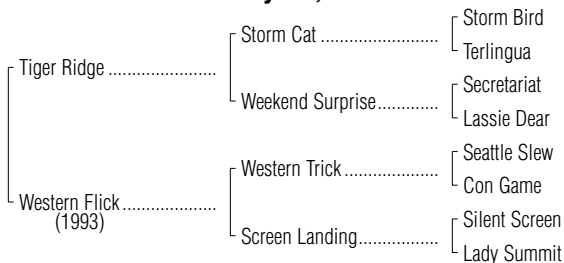 Storm Bird
Storm Cat ..............................
Terlingua
Tiger Ridge ...........................
Secretariat
Weekend Surprise...............
Lassie Dear
Seattle Slew
Western Trick .......................
Con Game
Western Flick .......................
(1993)
Silent Screen
Screen Landing....................
Lady Summit